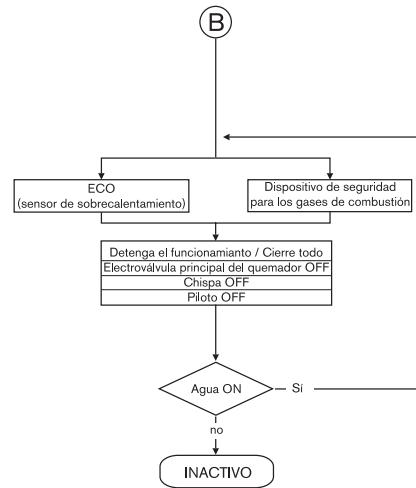 B
ECO
(sensor de sobrecalentamiento)
Dispositivo de seguridad
para los gases de combustión
Detenga el funcionamianto / Cierre todo
Electroválvula principal del quemador OFF
Chispa OFF
Piloto OFF
Agua ON
Sí
no
INACTIVO